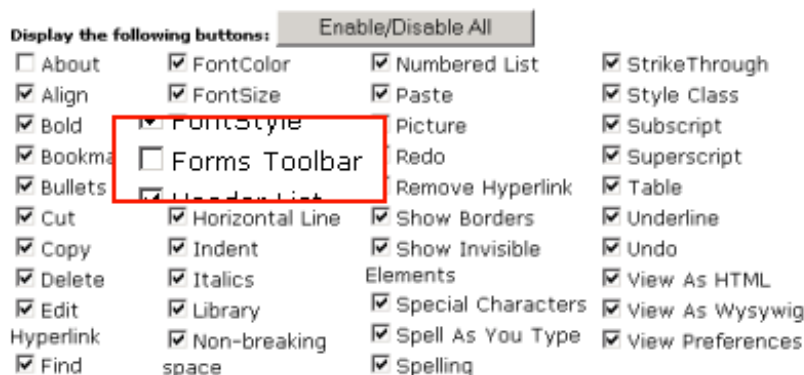 Display the following buttons:
Enable/Disable All
About
Align
Bold
Bookma
Bullets
Cut
Copy
Delete
Edit
Hyperlink
Find
FontColor
FontSize
FontStyle
Forms Toolbar
Header List
Horizontal Line
Indent
Italics
Library
Non-breaking
space
Numbered List
Paste
Picture
Redo
Remove Hyperlink
Show Borders
Show Invisible
Elements
Special Characters
Spell As You Type
Spelling
StrikeThrough
Style Class
Subscript
Superscript
Table
Underline
Undo
View As HTML
View As Wysywig
View Preferences